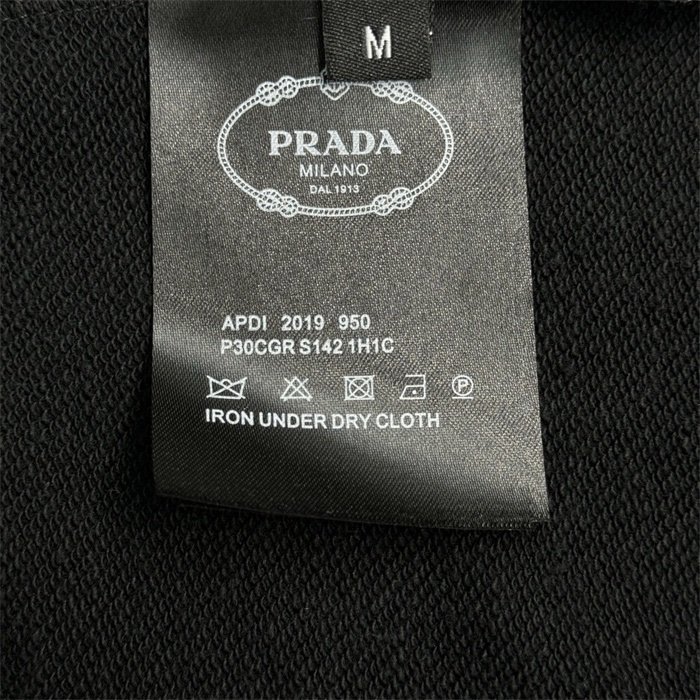 M
PRADA
MILANO
DAL 1913
APDI 2019 950
P30CGR S142 1H1C
P
IRON UNDER DRY CLOTH